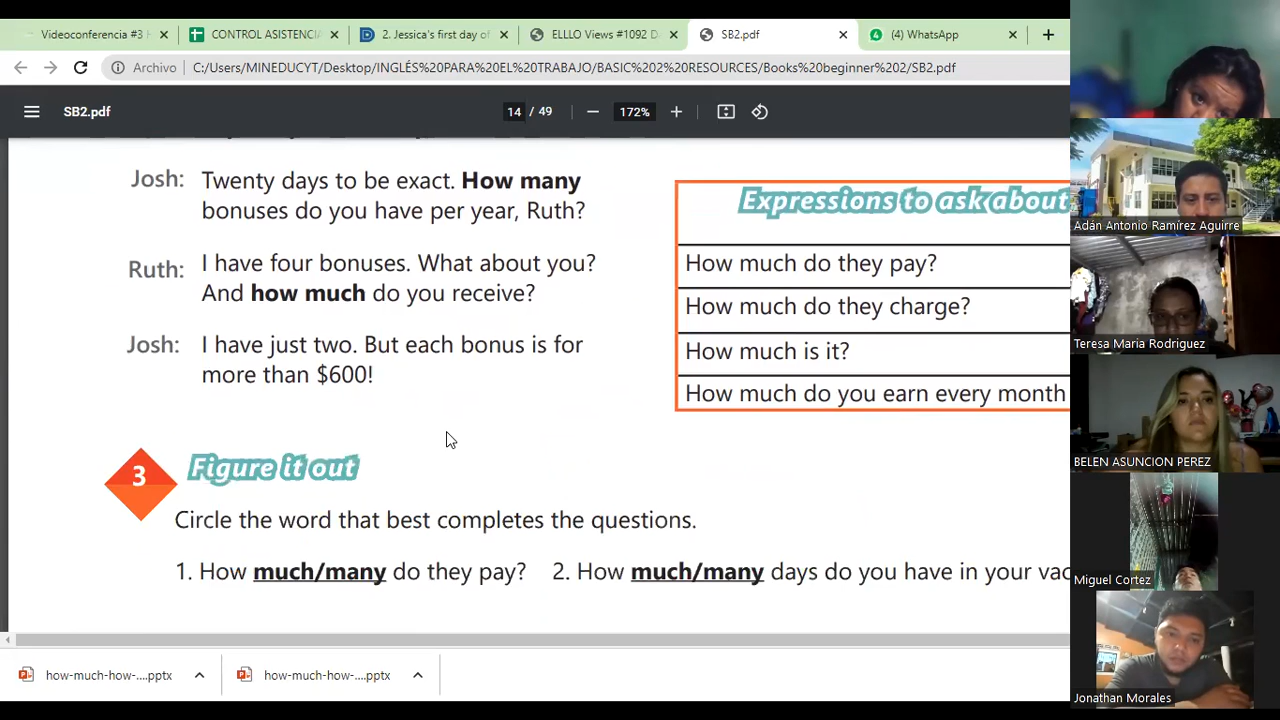 Videoconferencia #3
CONTROL ASISTENCIA
2. Jessica's first day of
ELLLO Views #1092 D
SB2.pdf
(4) WhatsApp
Archivo
C:/Users/MINEDUCYT/Desktop/INGLÉS%20PARA%20EL%20TRABAJO/BASIC%202%20RESOURCES/Books%20beginner%202/SB2.pdf
SB2.pdf
14 / 49
172%
Josh: Twenty days to be exact. How many
bonuses do you have per year, Ruth?
Ruth: I have four bonuses. What about you?
And how much do you receive?
Josh: I have just two. But each bonus is for
more than $600!
Expressions to ask about
How much do they pay?
How much do they charge?
How much is it?
How much do you earn every month
3 Figure it out
Circle the word that best completes the questions.
1. How much/many do they pay? 2. How much/many days do you have in your vac
how-much-how-....pptx
how-much-how-....pptx
Adán Antonio Ramírez Aguirre
Teresa Maria Rodriguez
BELEN ASUNCION PEREZ
Miguel Cortez
Jonathan Morales